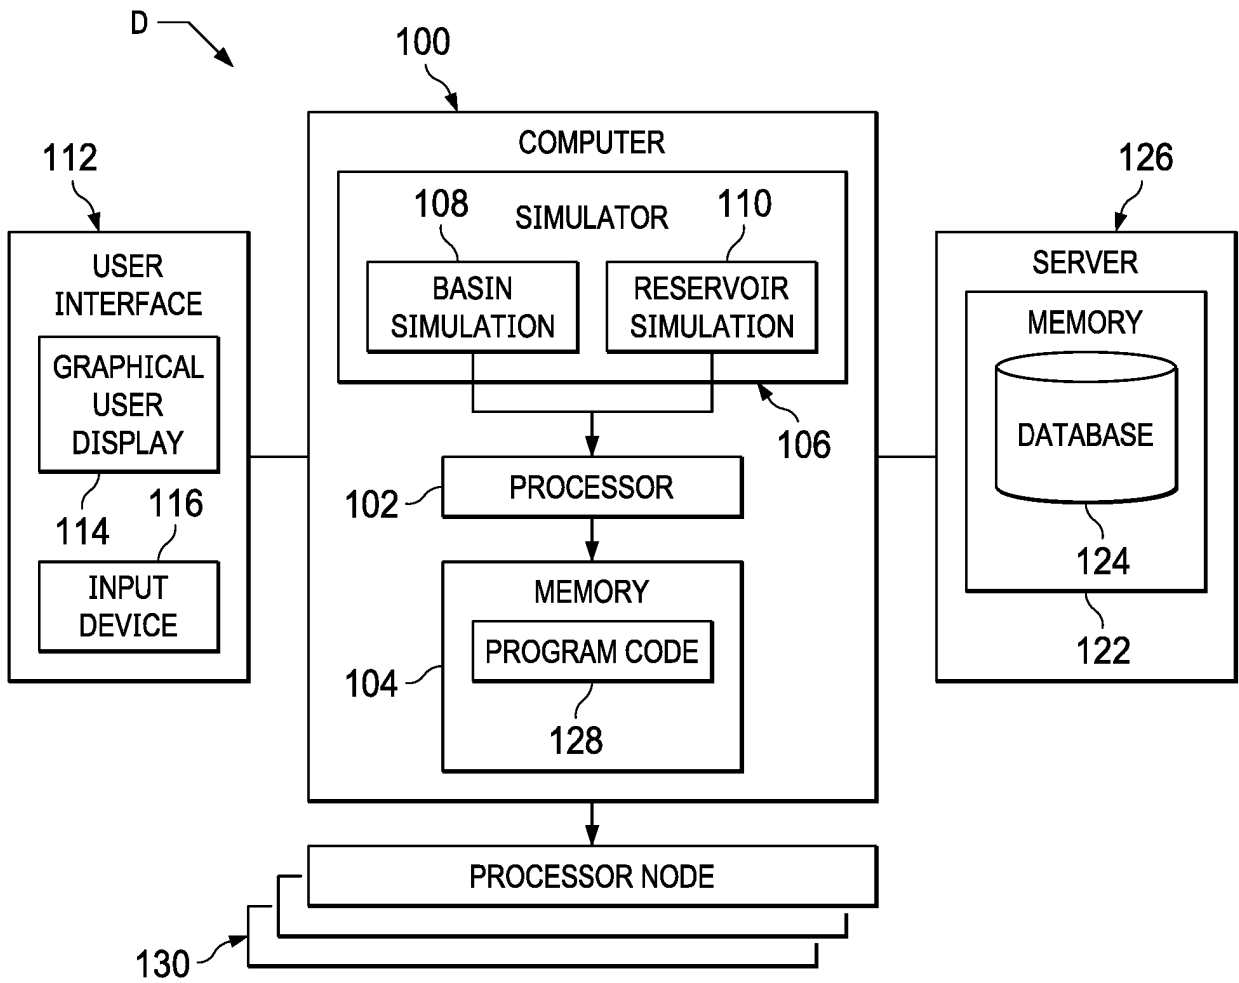 D
100
COMPUTER
112
126
108
SIMULATOR
110
USER
INTERFACE
SERVER
BASIN
SIMULATION
RESERVOIR
SIMULATION
MEMORY
GRAPHICAL
USER
DISPLAY
DATABASE
106
102
PROCESSOR
114
116
124
INPUT
DEVICE
MEMORY
PROGRAM CODE
104
122
128
PROCESSOR NODE
130